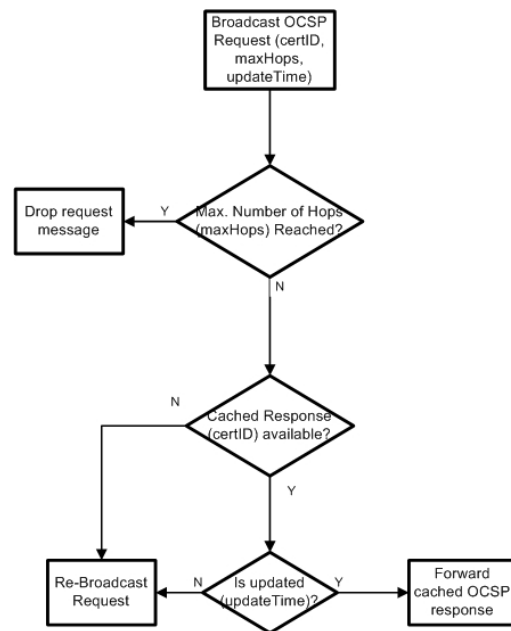 Broadcast OCSP
Request (certID,
maxHops,
updateTime)
Drop request
message
Y
Max. Number of Hops
(maxHops) Reached?
N
N
Cached Response
(certID) available?
Y
Re-Broadcast
Request
N
Is updated
(updateTime)?
Y
Forward
cached OCSP
response